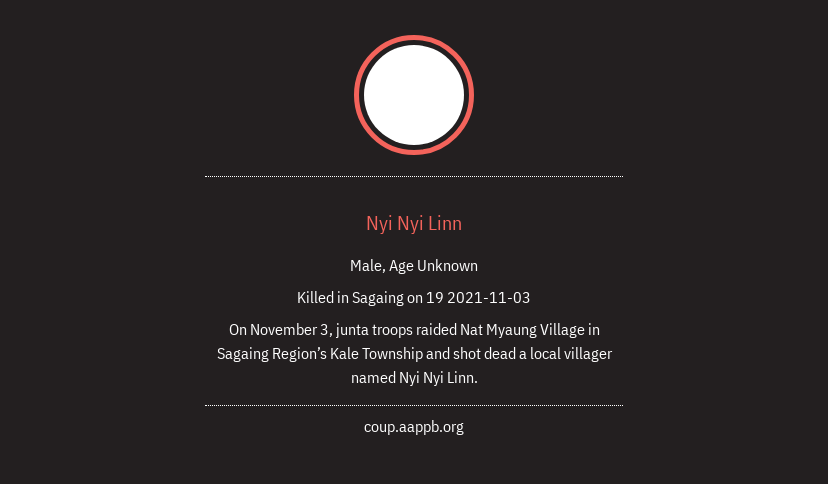 Nyi Nyi Linn
Male, Age Unknown
Killed in Sagaing on 19 2021-11-03
On November 3, junta troops raided Nat Myaung Village in
Sagaing Region’s Kale Township and shot dead a local villager
named Nyi Nyi Linn.
coup.aappb.org